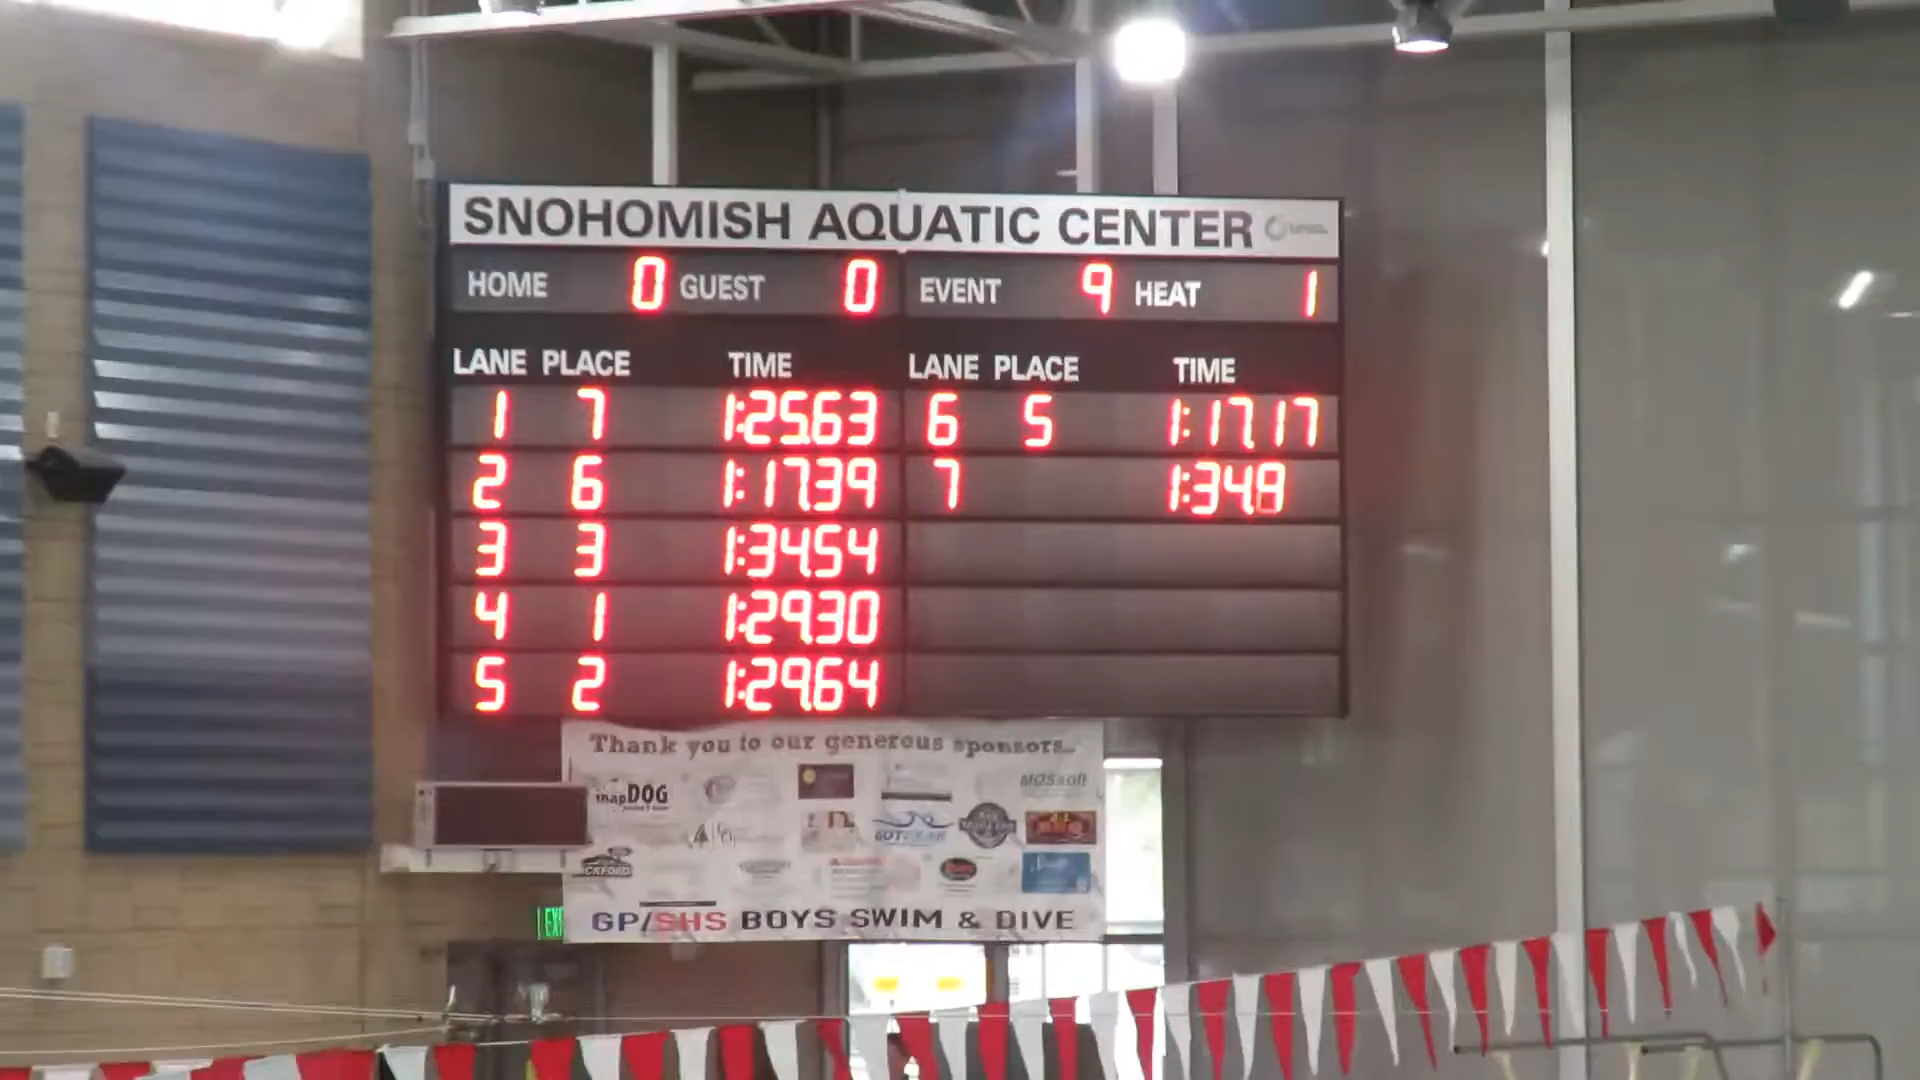 SNOHOMISH AQUATIC CENTER
HOME 0 GUEST 0 EVENT 9 HEAT 1
LANE PLACE TIME LANE PLACE TIME
1 7 1:25.63 6 5 1:17.17
2 6 1:17.39 7 1:34.8
3 3 1:34.54
4 1 1:29.30
5 2 1:29.64
Thank you to our generous sponsors...
DOG
GP/SHS BOYS SWIM & DIVE